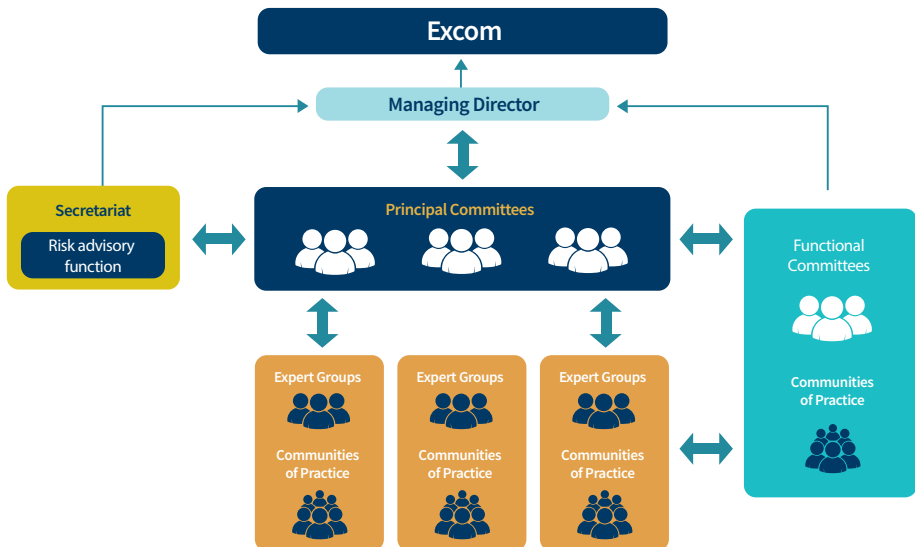 Excom
Managing Director
Secretariat
Risk advisory
function
Principal Committees
Functional
Committees
Communities
of Practice
Expert Groups
Communities
of Practice
Expert Groups
Communities
of Practice
Expert Groups
Communities
of Practice